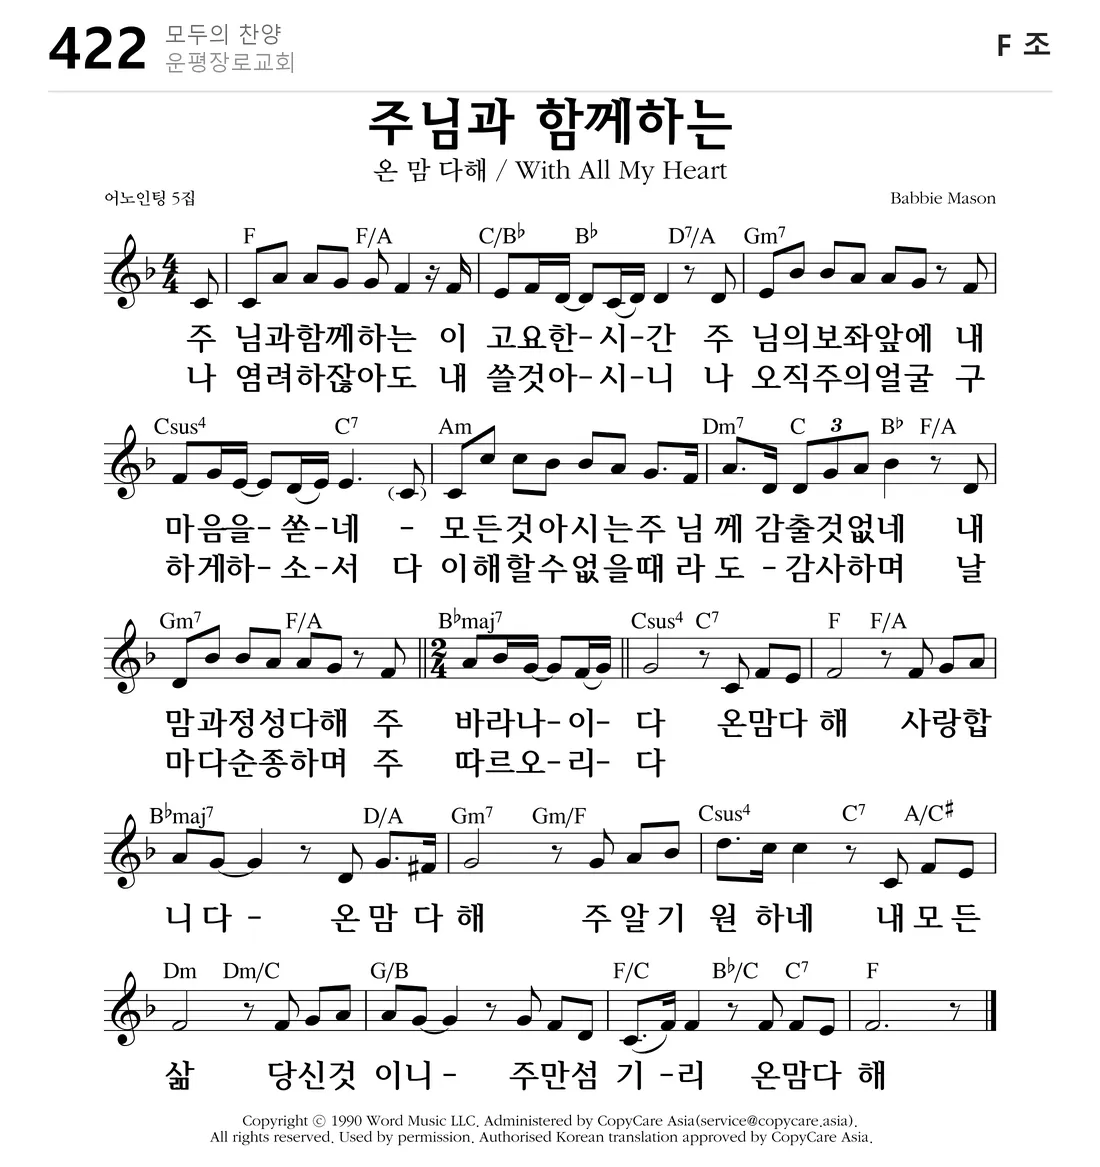 422 모두의 찬양
운평장로교회
F 조
주님과 함께하는
온 맘 다해 / With All My Heart
어노인팅 5집
Babbie Mason
F F/A C/B♭ B♭ D7/A Gm7
주 님과함께하는 이 고요한-시-간 주 님의보좌앞에 내
나 염려하잖아도 내 쓸것아-시-니 나 오직주의얼굴 구
Csus4 C7 Am Dm7 C 3 B♭ F/A
마음을-쏟-네 - 모든것아시는주 님 께 감출것없네 내
하게하-소-서 다 이해할수없을때 라 도 -감사하며 날
Gm7 F/A B♭maj7 Csus4 C7 F F/A
맘과정성다해 주 바라나-이- 다 온맘다 해 사랑합
마다순종하며 주 따르오-리- 다
B♭maj7 D/A Gm7 Gm/F Csus4 C7 A/C♯
니 다 - 온 맘 다 해 주 알 기 원 하네 내 모 든
Dm Dm/C G/B F/C B♭/C C7 F
삶 당신것 이니 - 주만섬 기 -리 온맘다 해
Copyright ⓒ 1990 Word Music LLC. Administered by CopyCare Asia(service@copycare.asia).
All rights reserved. Used by permission. Authorised Korean translation approved by CopyCare Asia.